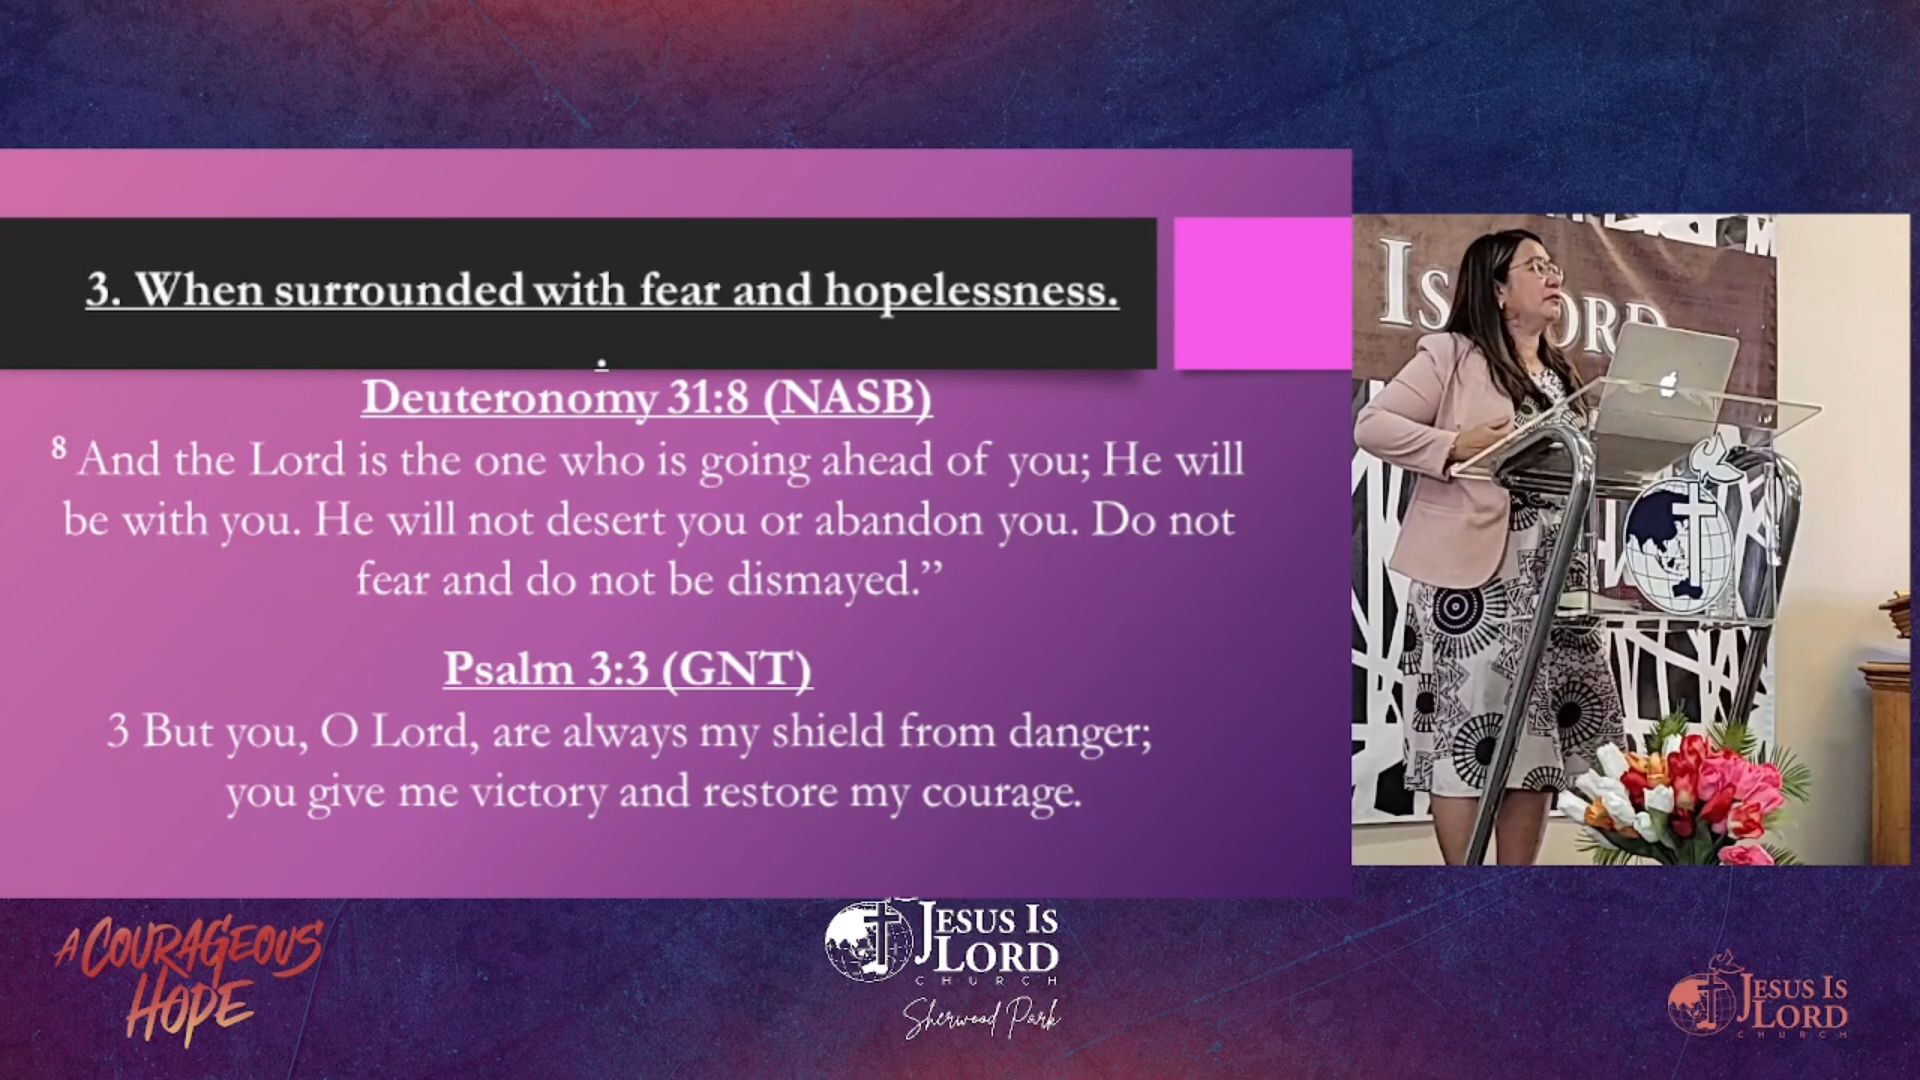 3. When surrounded with fear and hopelessness.
.
Deuteronomy 31:8 (NASB)
8 And the Lord is the one who is going ahead of you; He will
be with you. He will not desert you or abandon you. Do not
fear and do not be dismayed.”
Psalm 3:3 (GNT)
3 But you, O Lord, are always my shield from danger;
you give me victory and restore my courage.
IS LORD
A COURAGEOUS
HOPE
JESUS IS
LORD
CHURCH
Sherwood Park
JESUS IS
LORD
CHURCH